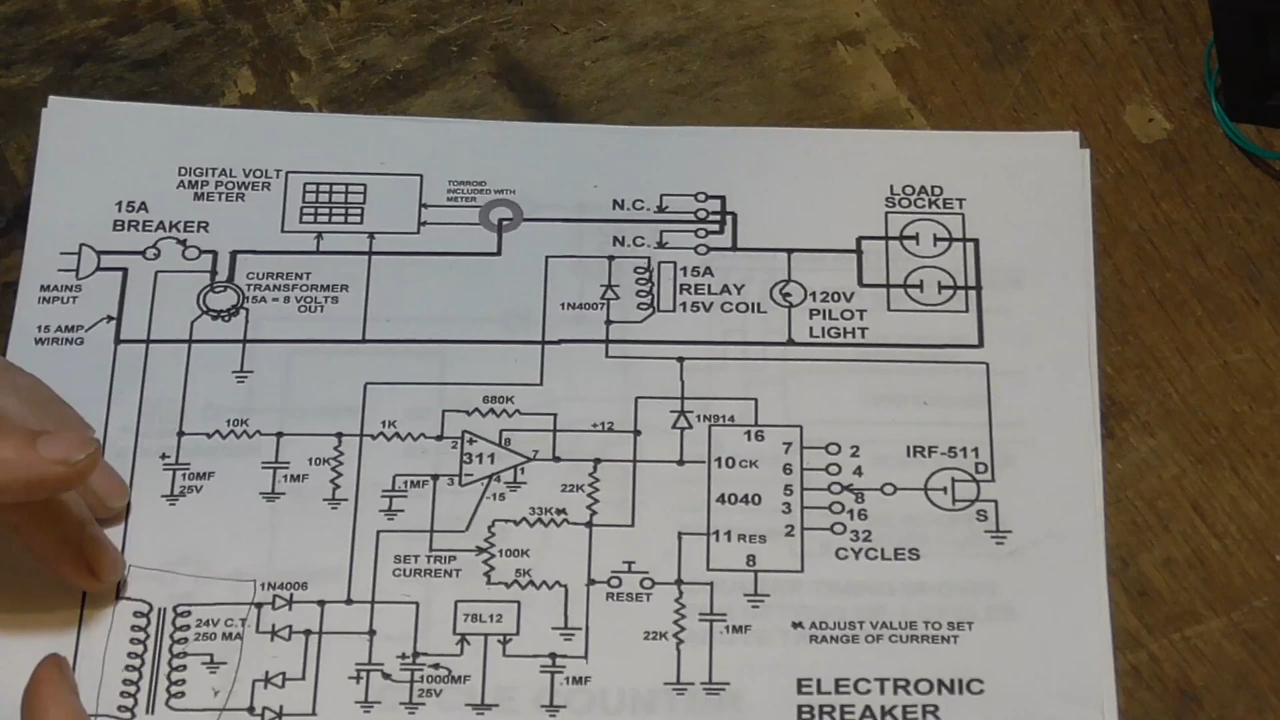 DIGITAL VOLT
AMP POWER
METER
TORROID
INCLUDED WITH
METER
15A
BREAKER
N.C.
N.C.
LOAD
SOCKET
MAINS
INPUT
CURRENT
TRANSFORMER
15A = 8 VOLTS
OUT
15 AMP
WIRING
1N4007
15A
RELAY
15V COIL
120V
PILOT
LIGHT
680K
10K
1K
+12
1N914
2
+
8
311
7
3
-
4
1
-15
10K
+
10MF
25V
.1MF
.1MF
22K
33K*
SET TRIP
CURRENT
100K
5K
16
10 CK
4040
11 RES
8
7
2
6
4
5
8
3
16
2
32
CYCLES
IRF-511
D
S
RESET
22K
.1MF
1N4006
24V C.T.
250 MA
78L12
+
+
1000MF
25V
.1MF
* ADJUST VALUE TO SET
RANGE OF CURRENT
ELECTRONIC
BREAKER